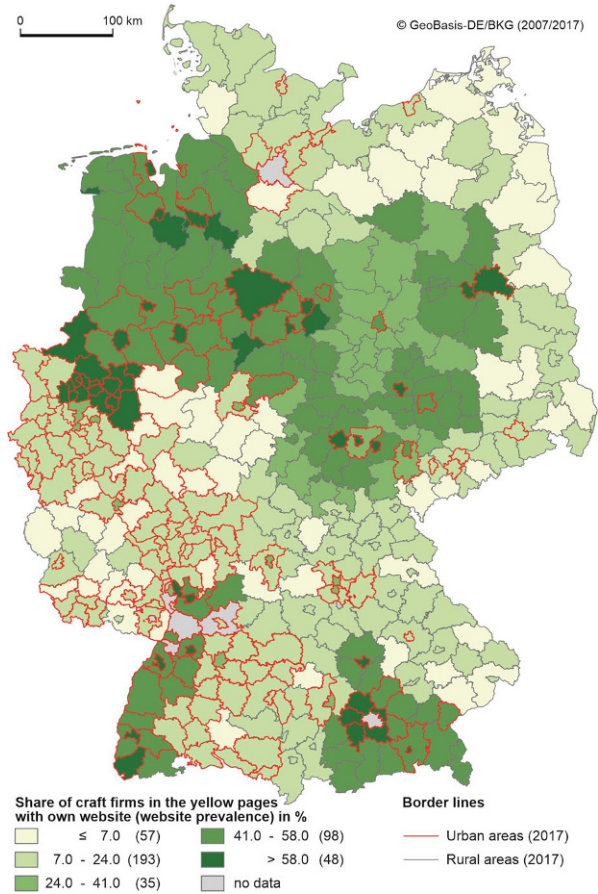 0 100 km
© GeoBasis-DE/BKG (2007/2017)
Share of craft firms in the yellow pages
with own website (website prevalence) in %
≤ 7.0 (57)
7.0 - 24.0 (193)
24.0 - 41.0 (35)
41.0 - 58.0 (98)
> 58.0 (48)
no data
Border lines
Urban areas (2017)
Rural areas (2017)